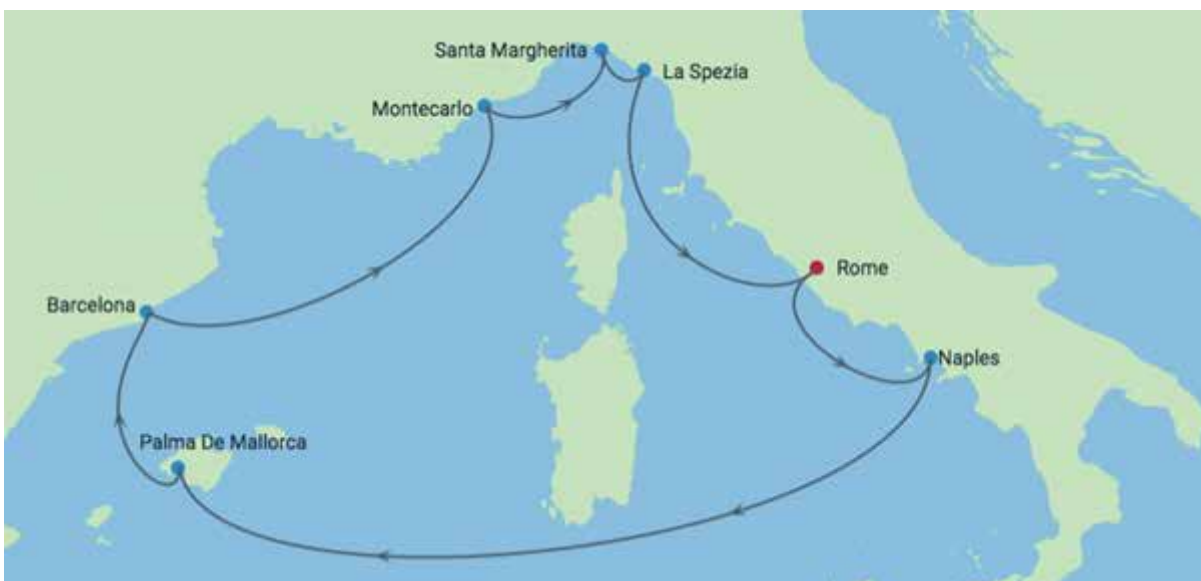 Santa Margherita
La Spezia
Montecarlo
Rome
Barcelona
Naples
Palma De Mallorca